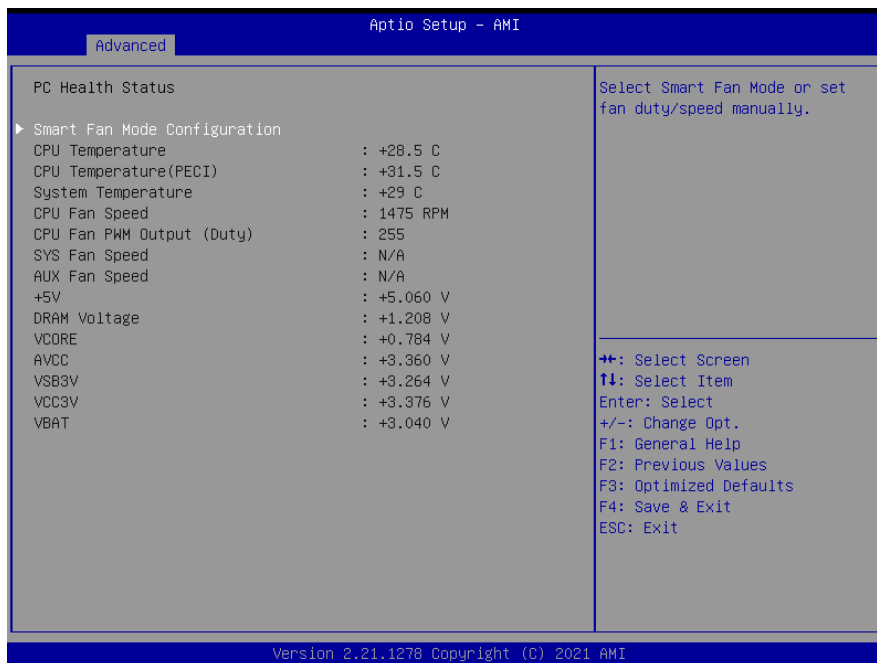 Aptio Setup – AMI
Advanced
PC Health Status
Smart Fan Mode Configuration
CPU Temperature : +28.5 C
CPU Temperature(PECI) : +31.5 C
System Temperature : +29 C
CPU Fan Speed : 1475 RPM
CPU Fan PWM Output (Duty) : 255
SYS Fan Speed : N/A
AUX Fan Speed : N/A
+5V : +5.060 V
DRAM Voltage : +1.208 V
VCORE : +0.784 V
AVCC : +3.360 V
VSB3V : +3.264 V
VCC3V : +3.376 V
VBAT : +3.040 V
Select Smart Fan Mode or set
fan duty/speed manually.
→←: Select Screen
↑↓: Select Item
Enter: Select
+/-: Change Opt.
F1: General Help
F2: Previous Values
F3: Optimized Defaults
F4: Save & Exit
ESC: Exit
Version 2.21.1278 Copyright (C) 2021 AMI